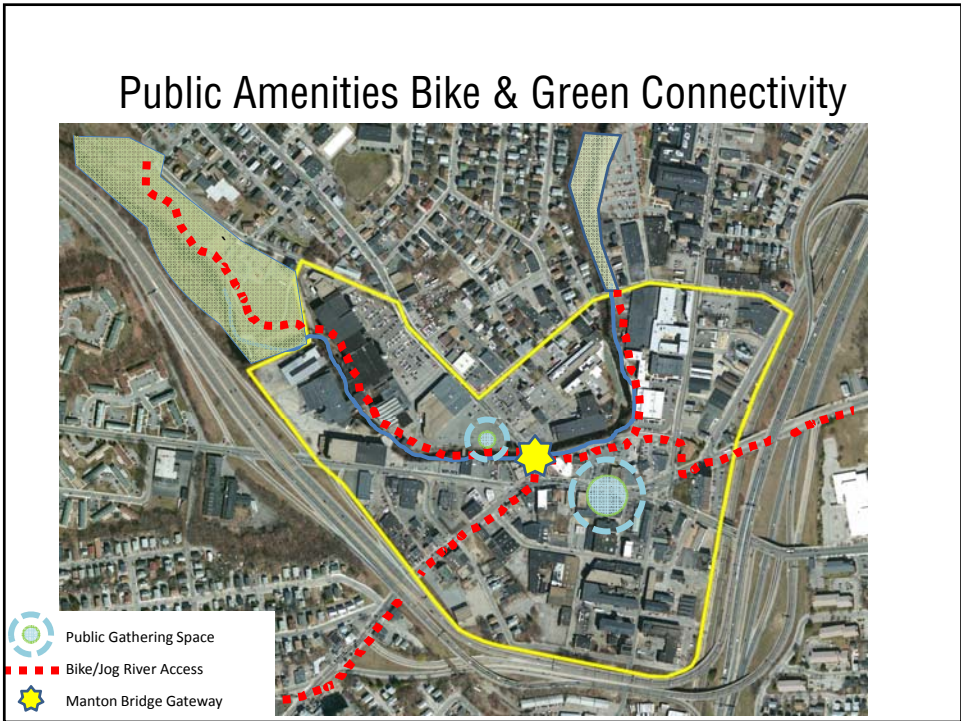 Public Amenities Bike & Green Connectivity
Public Gathering Space
Bike/Jog River Access
Manton Bridge Gateway